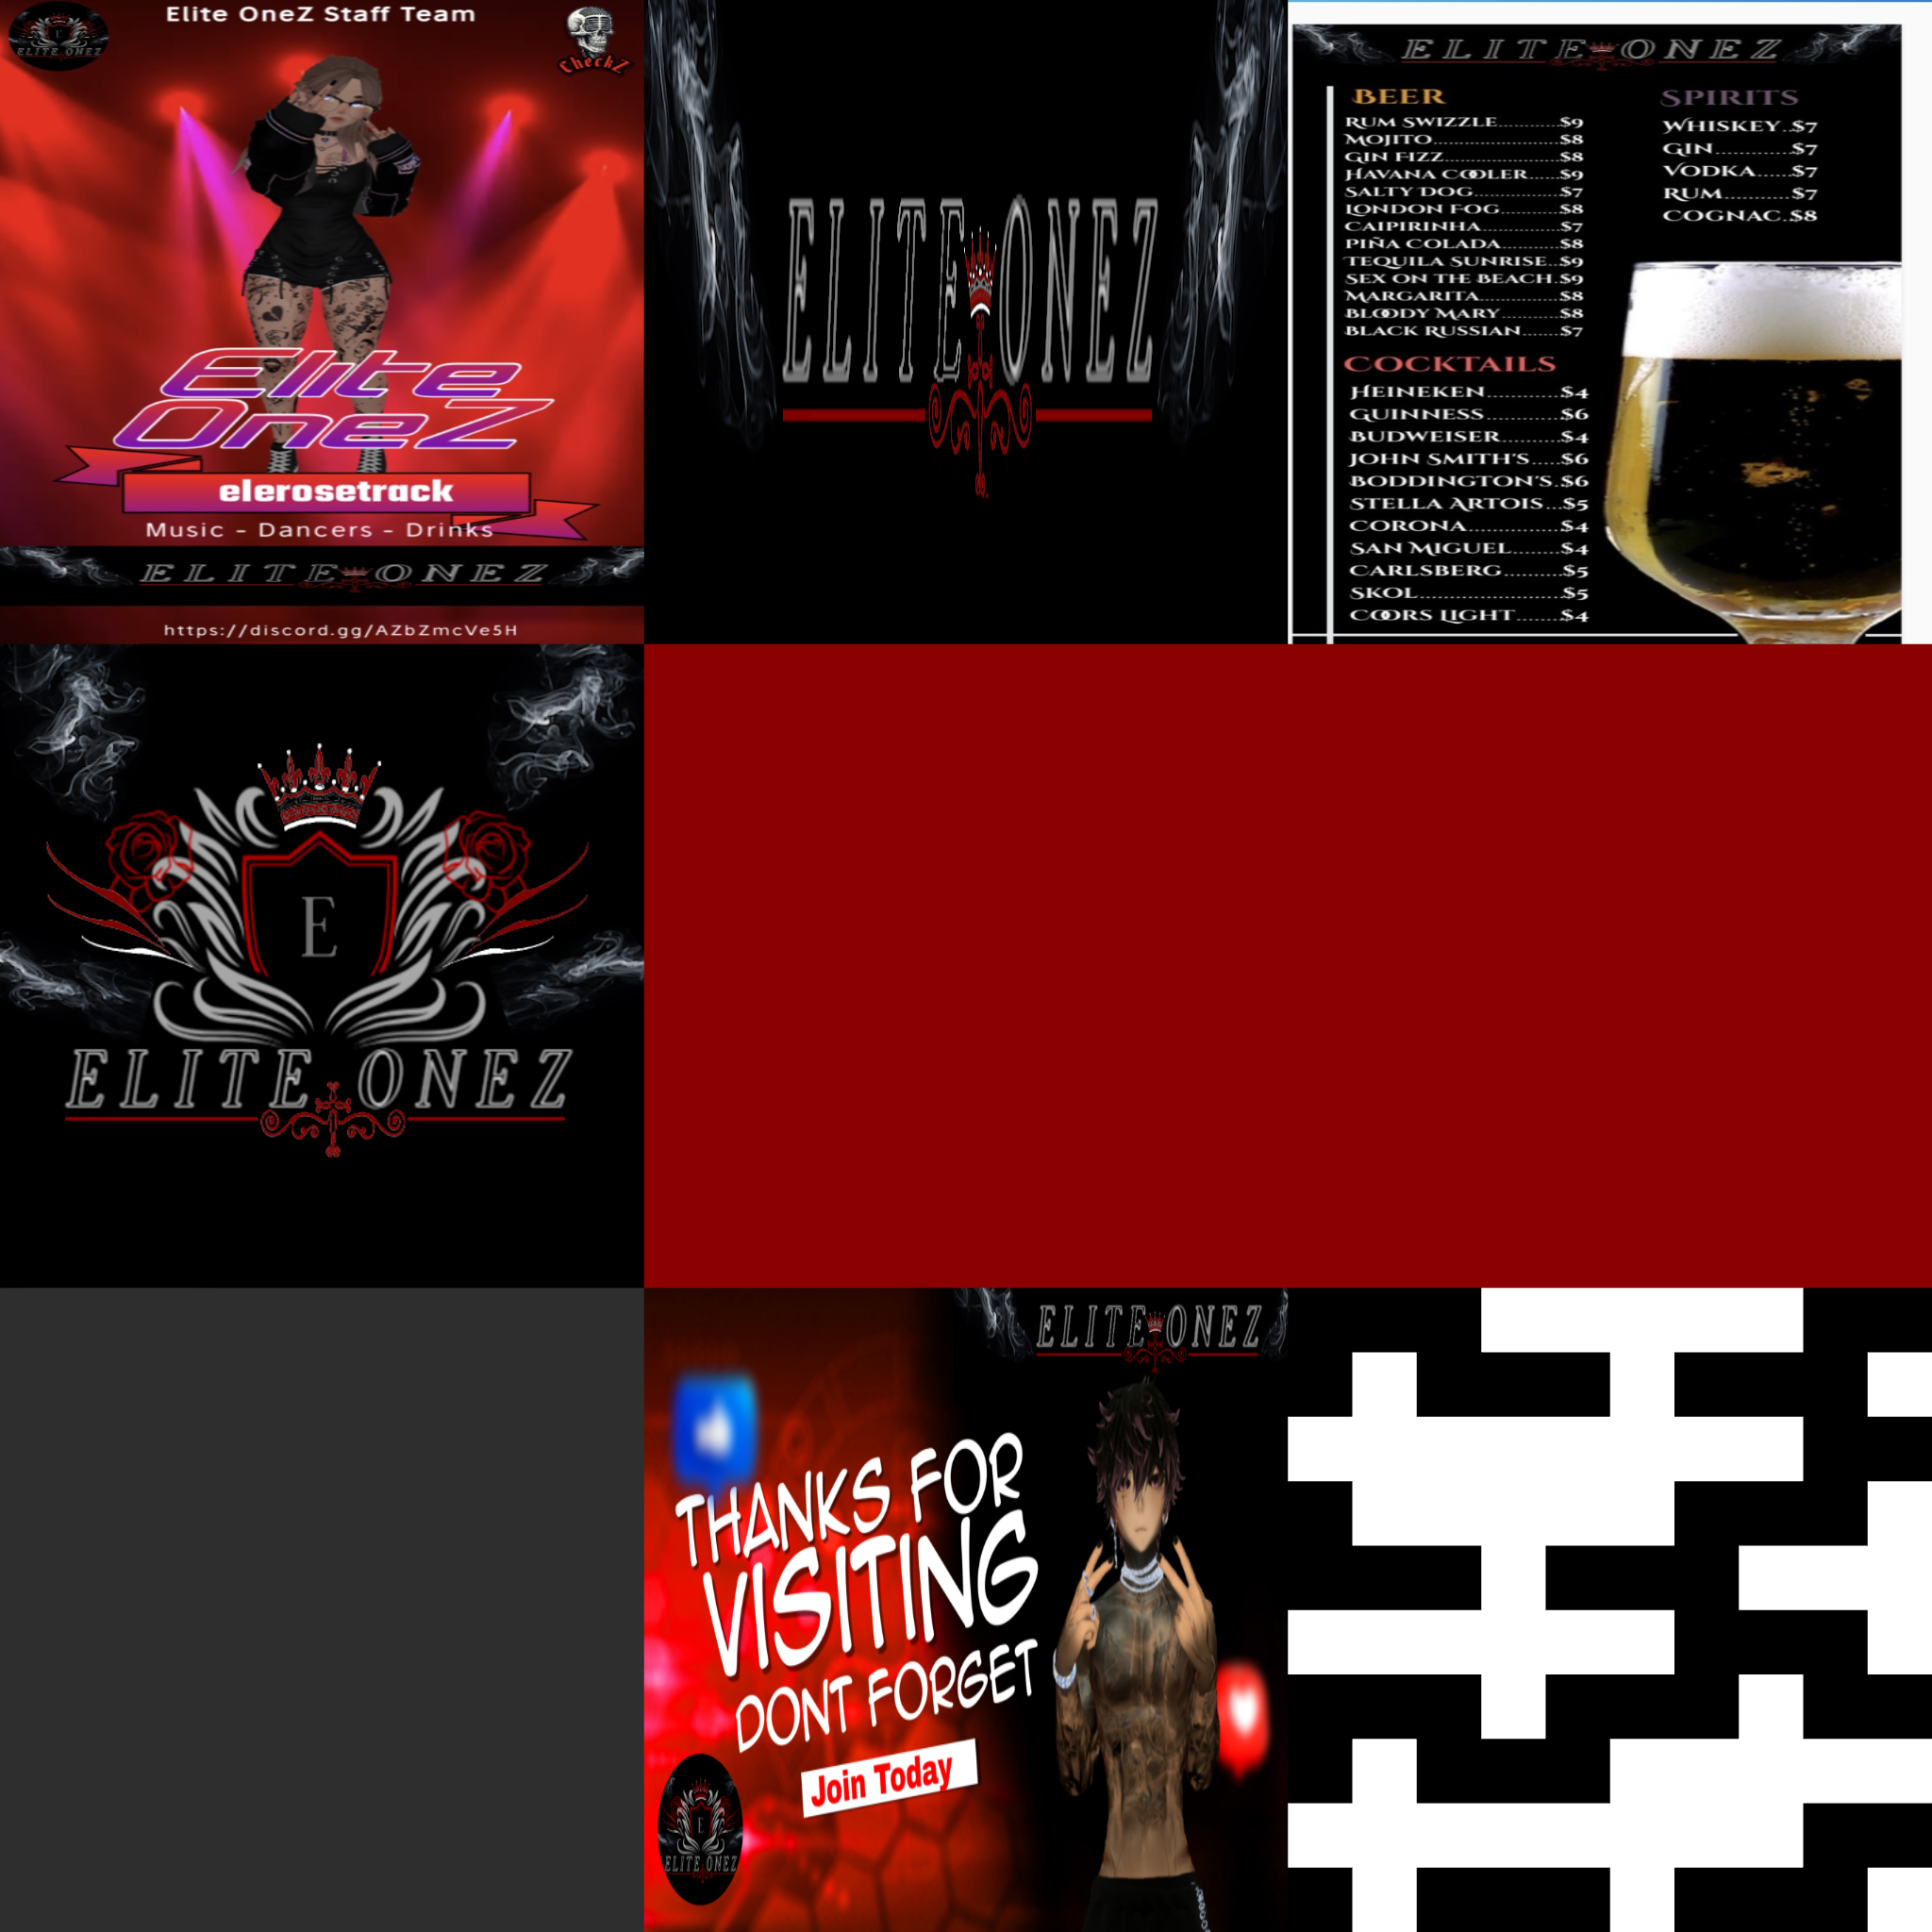 Elite OneZ Staff Team
E
ELITE ONEZ
CheckZ
Elite
OneZ
elerosetrack
Music - Dancers - Drinks
ELITE ONEZ
https://discord.gg/AZbZmcVe5H
ELITE ONEZ
ELITE ONEZ
BEER
RUM SWIZZLE............$9
MOJITO.......................$8
GIN FIZZ.....................$8
HAVANA COOLER......$9
SALTY DOG.................$7
LONDON FOG............$8
CAIPIRINHA...............$7
PIÑA COLADA............$8
TEQUILA SUNRISE...$9
SEX ON THE BEACH.$9
MARGARITA................$8
BLOODY MARY...........$8
BLACK RUSSIAN.......$7
COCKTAILS
HEINEKEN............$4
GUINNESS............$6
BUDWEISER.........$4
JOHN SMITH'S.....$6
BODDINGTON'S.$6
STELLA ARTOIS...$5
CORONA...............$4
SAN MIGUEL.......$4
CARLSBERG.........$5
SKOL......................$5
COORS LIGHT.......$4
SPIRITS
WHISKEY..$7
GIN............$7
VODKA.....$7
RUM...........$7
COGNAC..$8
E
ELITE ONEZ
ELITE ONEZ
THANKS FOR
VISITING
DONT FORGET
Join Today
E
ELITE ONEZ